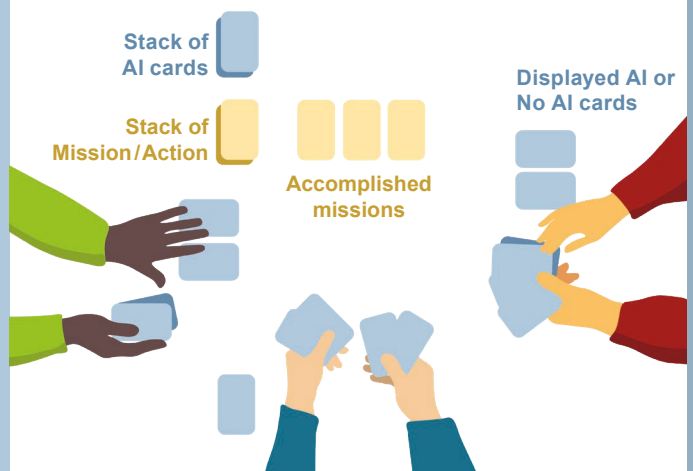 Stack of
AI cards
Displayed AI or
No AI cards
Stack of
Mission/Action
Accomplished
missions